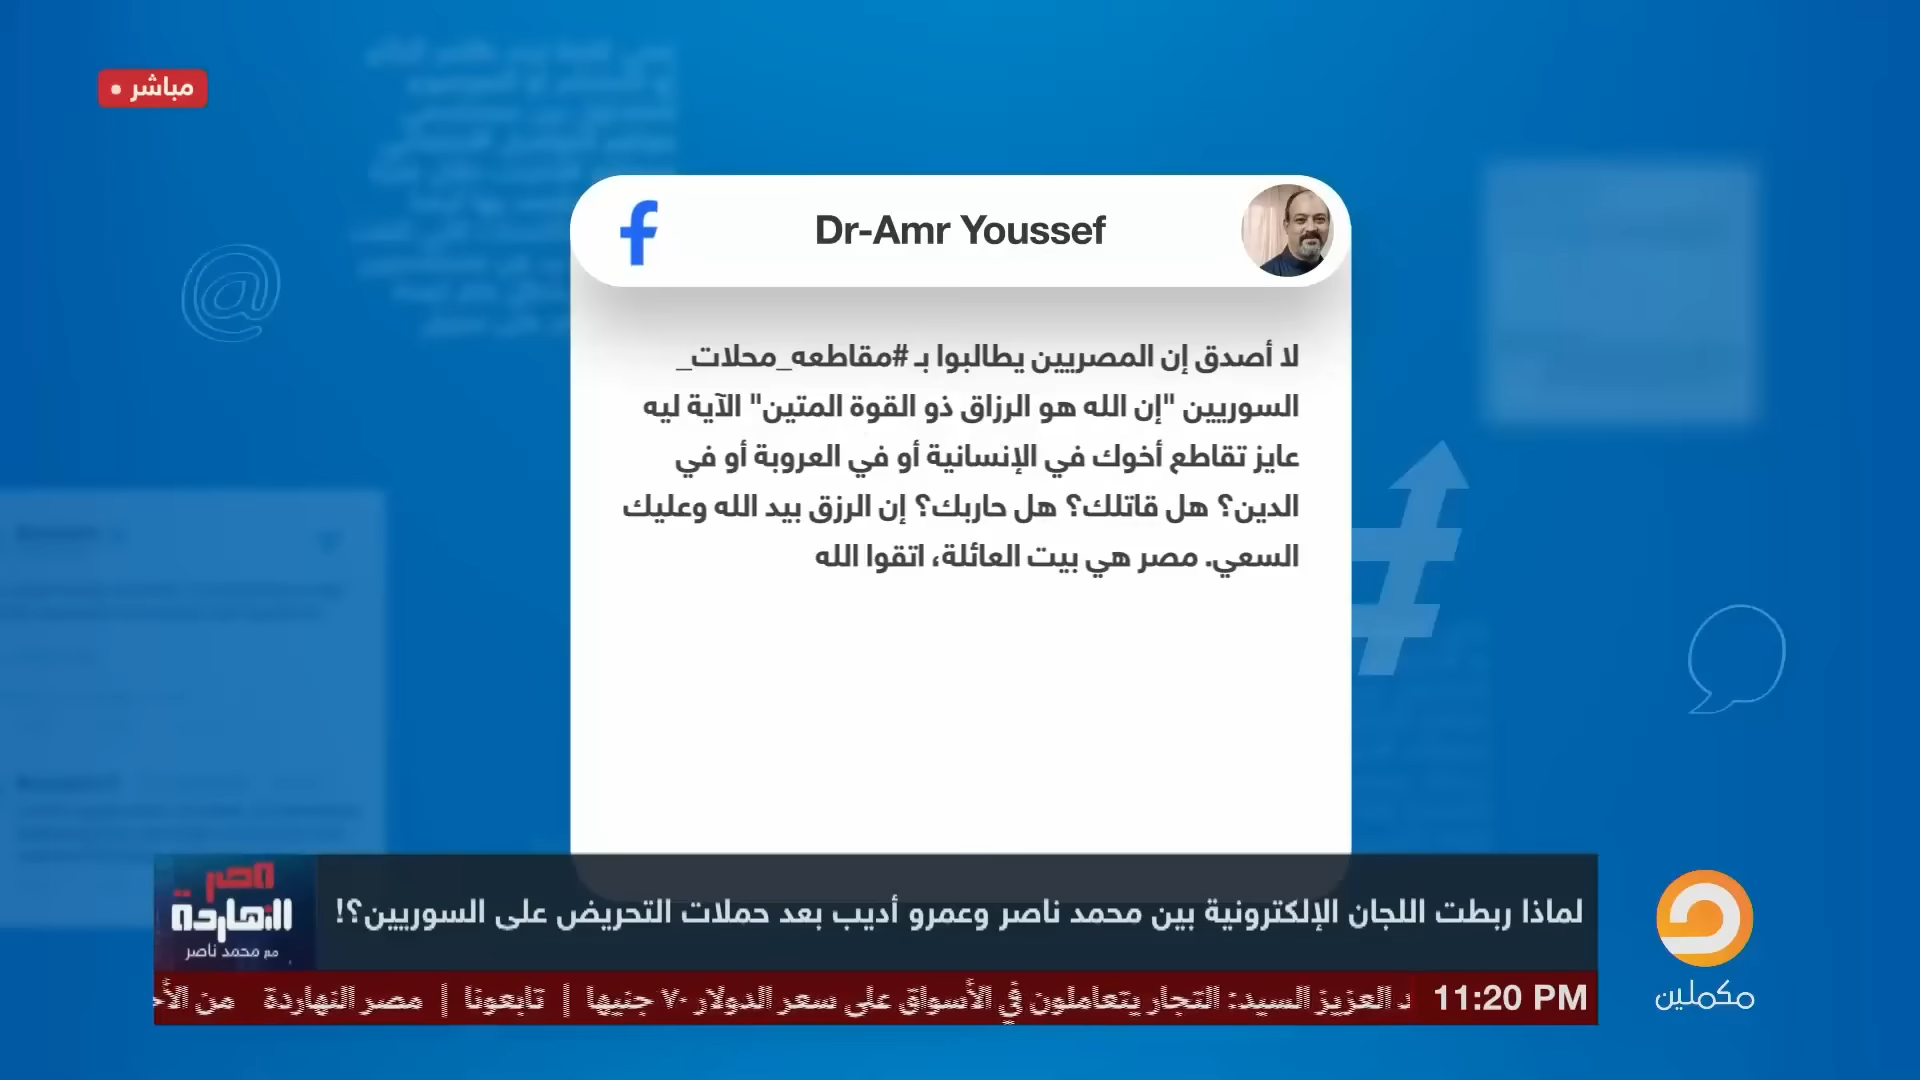 مباشر
Dr-Amr Youssef
لا أصدق إن المصريين يطالبوا بـ #مقاطعه_محلات_
السوريين "إن الله هو الرزاق ذو القوة المتين" الآية ليه
عايز تقاطع أخوك في الإنسانية أو في العروبة أو في
الدين؟ هل قاتلك؟ هل حاربك؟ إن الرزق بيد الله وعليك
السعي. مصر هي بيت العائلة، اتقوا الله
مصر
النهاردة
مع محمد ناصر
لماذا ربطت اللجان الإلكترونية بين محمد ناصر وعمرو أديب بعد حملات التحريض على السوريين؟!
11:20 PM
العزيز السيد: التجار يتعاملون في الأسواق على سعر الدولار ٧٠ جنيها | تابعونا | مصر النهاردة من
مكملين